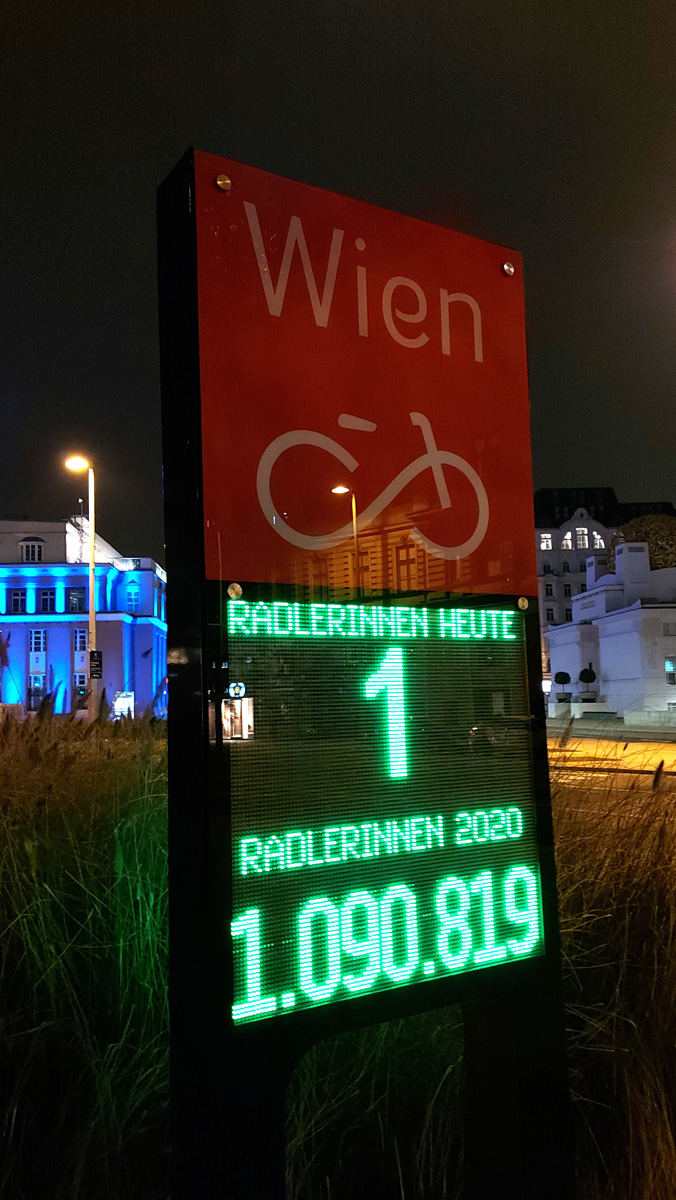 Wien
RADLERINNEN HEUTE
1
RADLERINNEN 2020
1.090.819